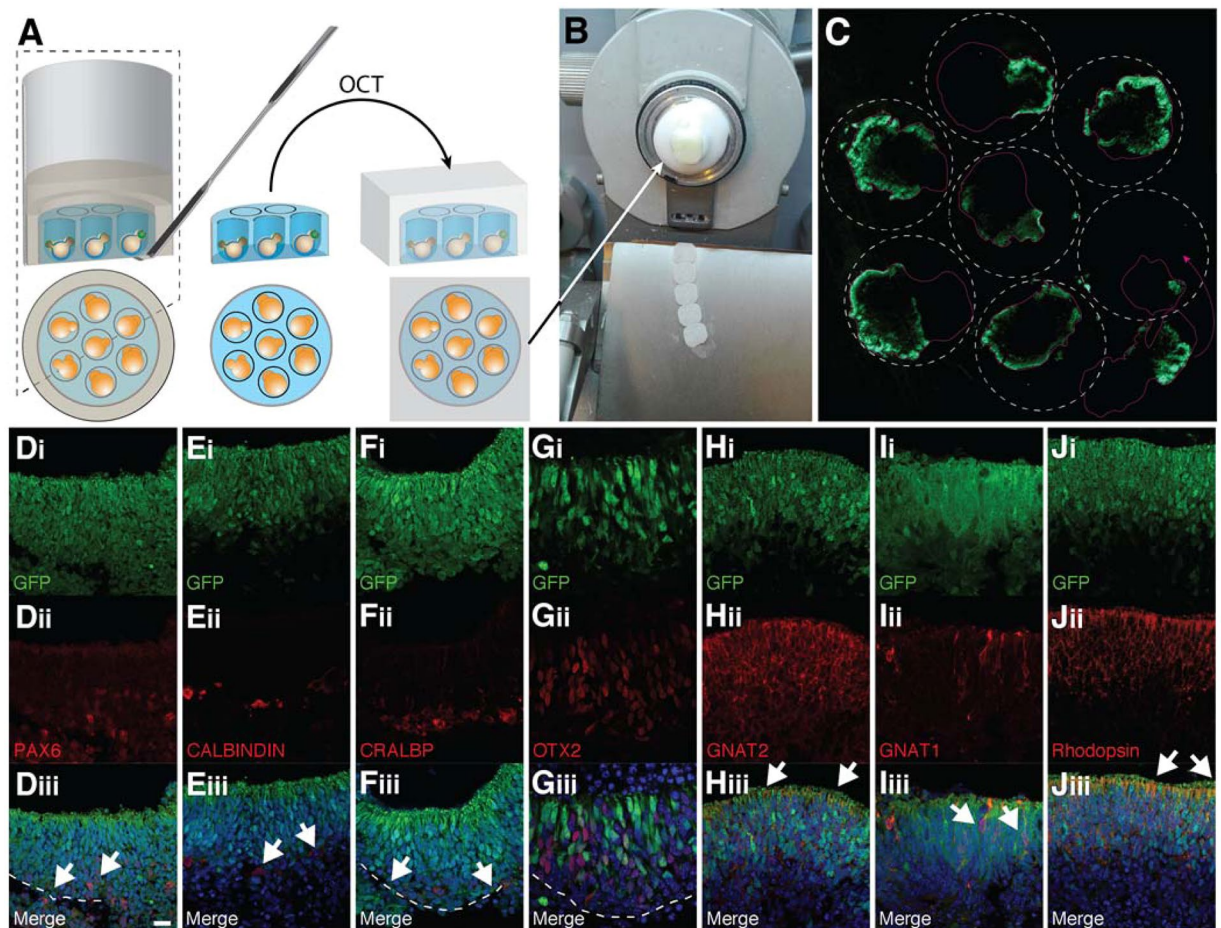 A
OCT
B
C
Di
Ei
Fi
Gi
Hi
Ii
Ji
GFP
GFP
GFP
GFP
GFP
GFP
GFP
Dii
Eii
Fii
Gii
Hii
Iii
Jii
PAX6
CALBINDIN
CRALBP
OTX2
GNAT2
GNAT1
Rhodopsin
Diii
Eiii
Fiii
Giii
Hiii
Iiii
Jiii
Merge
Merge
Merge
Merge
Merge
Merge
Merge